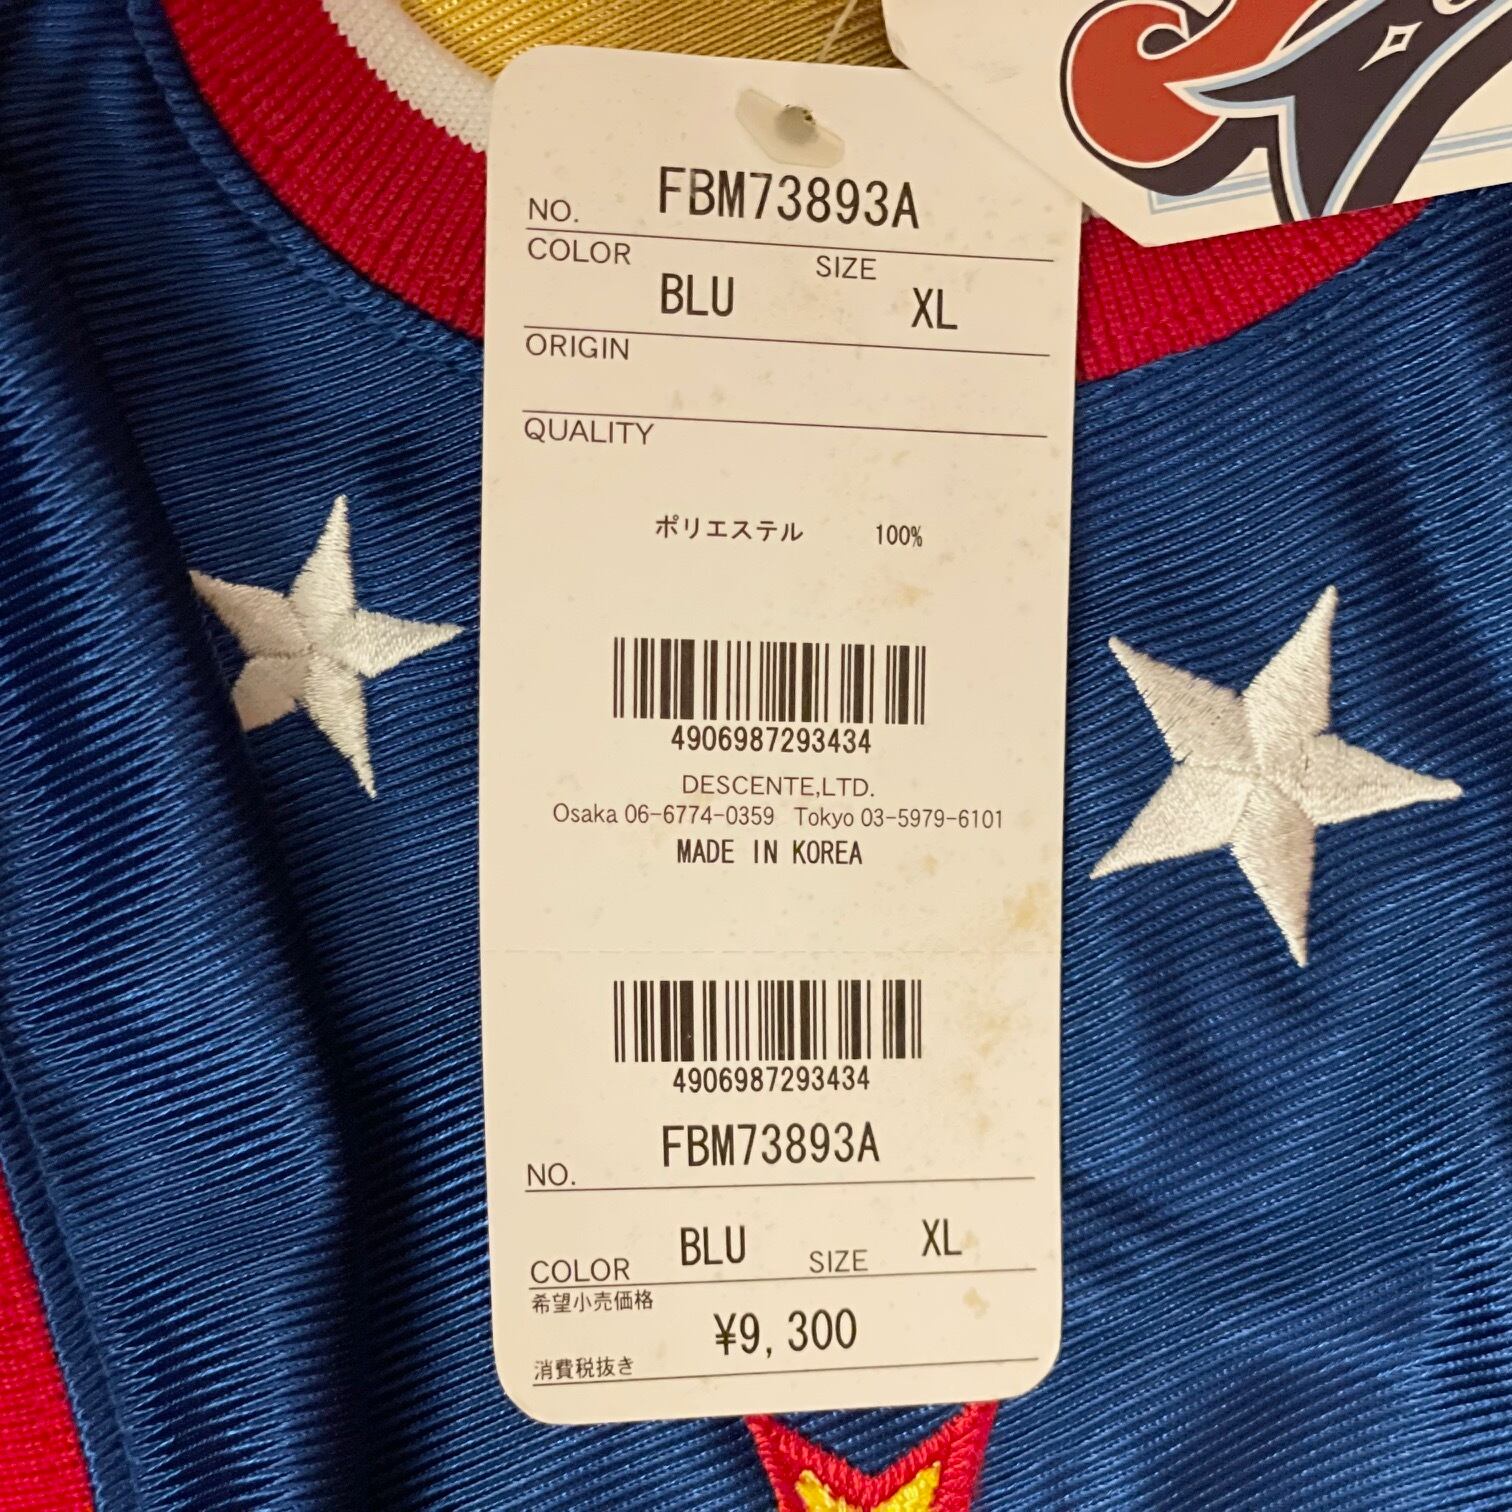 NO. FBM73893A
COLOR BLU SIZE XL
ORIGIN
QUALITY
ポリエステル 100%
4906987293434
DESCENTE,LTD.
Osaka 06-6774-0359 Tokyo 03-5979-6101
MADE IN KOREA
4906987293434
NO. FBM73893A
COLOR BLU SIZE XL
希望小売価格
¥9,300
消費税抜き